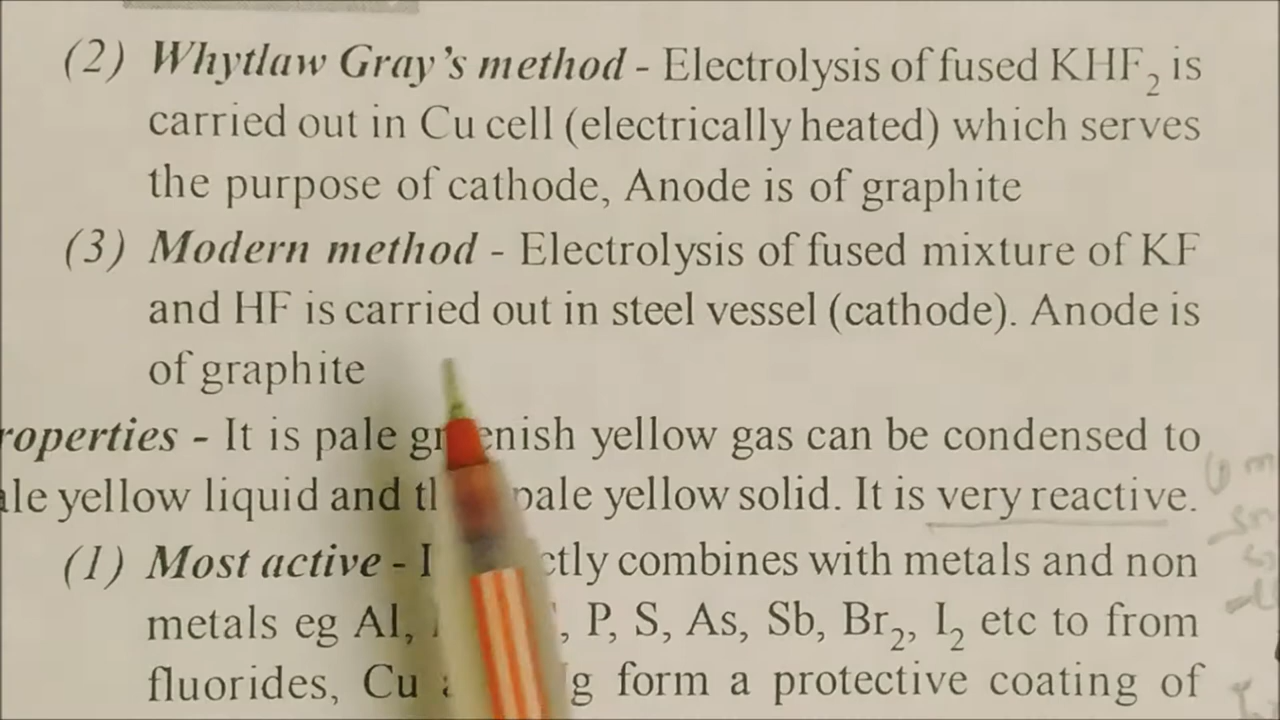 (2) Whytlaw Gray's method - Electrolysis of fused KHF2 is
carried out in Cu cell (electrically heated) which serves
the purpose of cathode, Anode is of graphite
(3) Modern method - Electrolysis of fused mixture of KF
and HF is carried out in steel vessel (cathode). Anode is
of graphite
roperties - It is pale gr enish yellow gas can be condensed to
ale yellow liquid and pale yellow solid. It is very reactive.
(1) Most active - combines with metals and non
metals eg Al, , P, S, As, Sb, Br2, I2 etc to from
fluorides, Cu form a protective coating of